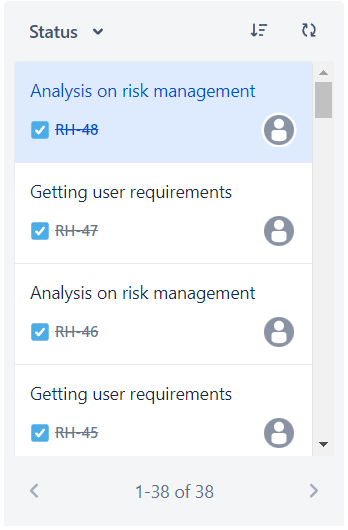 Status
Analysis on risk management
RH-48
Getting user requirements
RH-47
Analysis on risk management
RH-46
Getting user requirements
RH-45
1-38 of 38